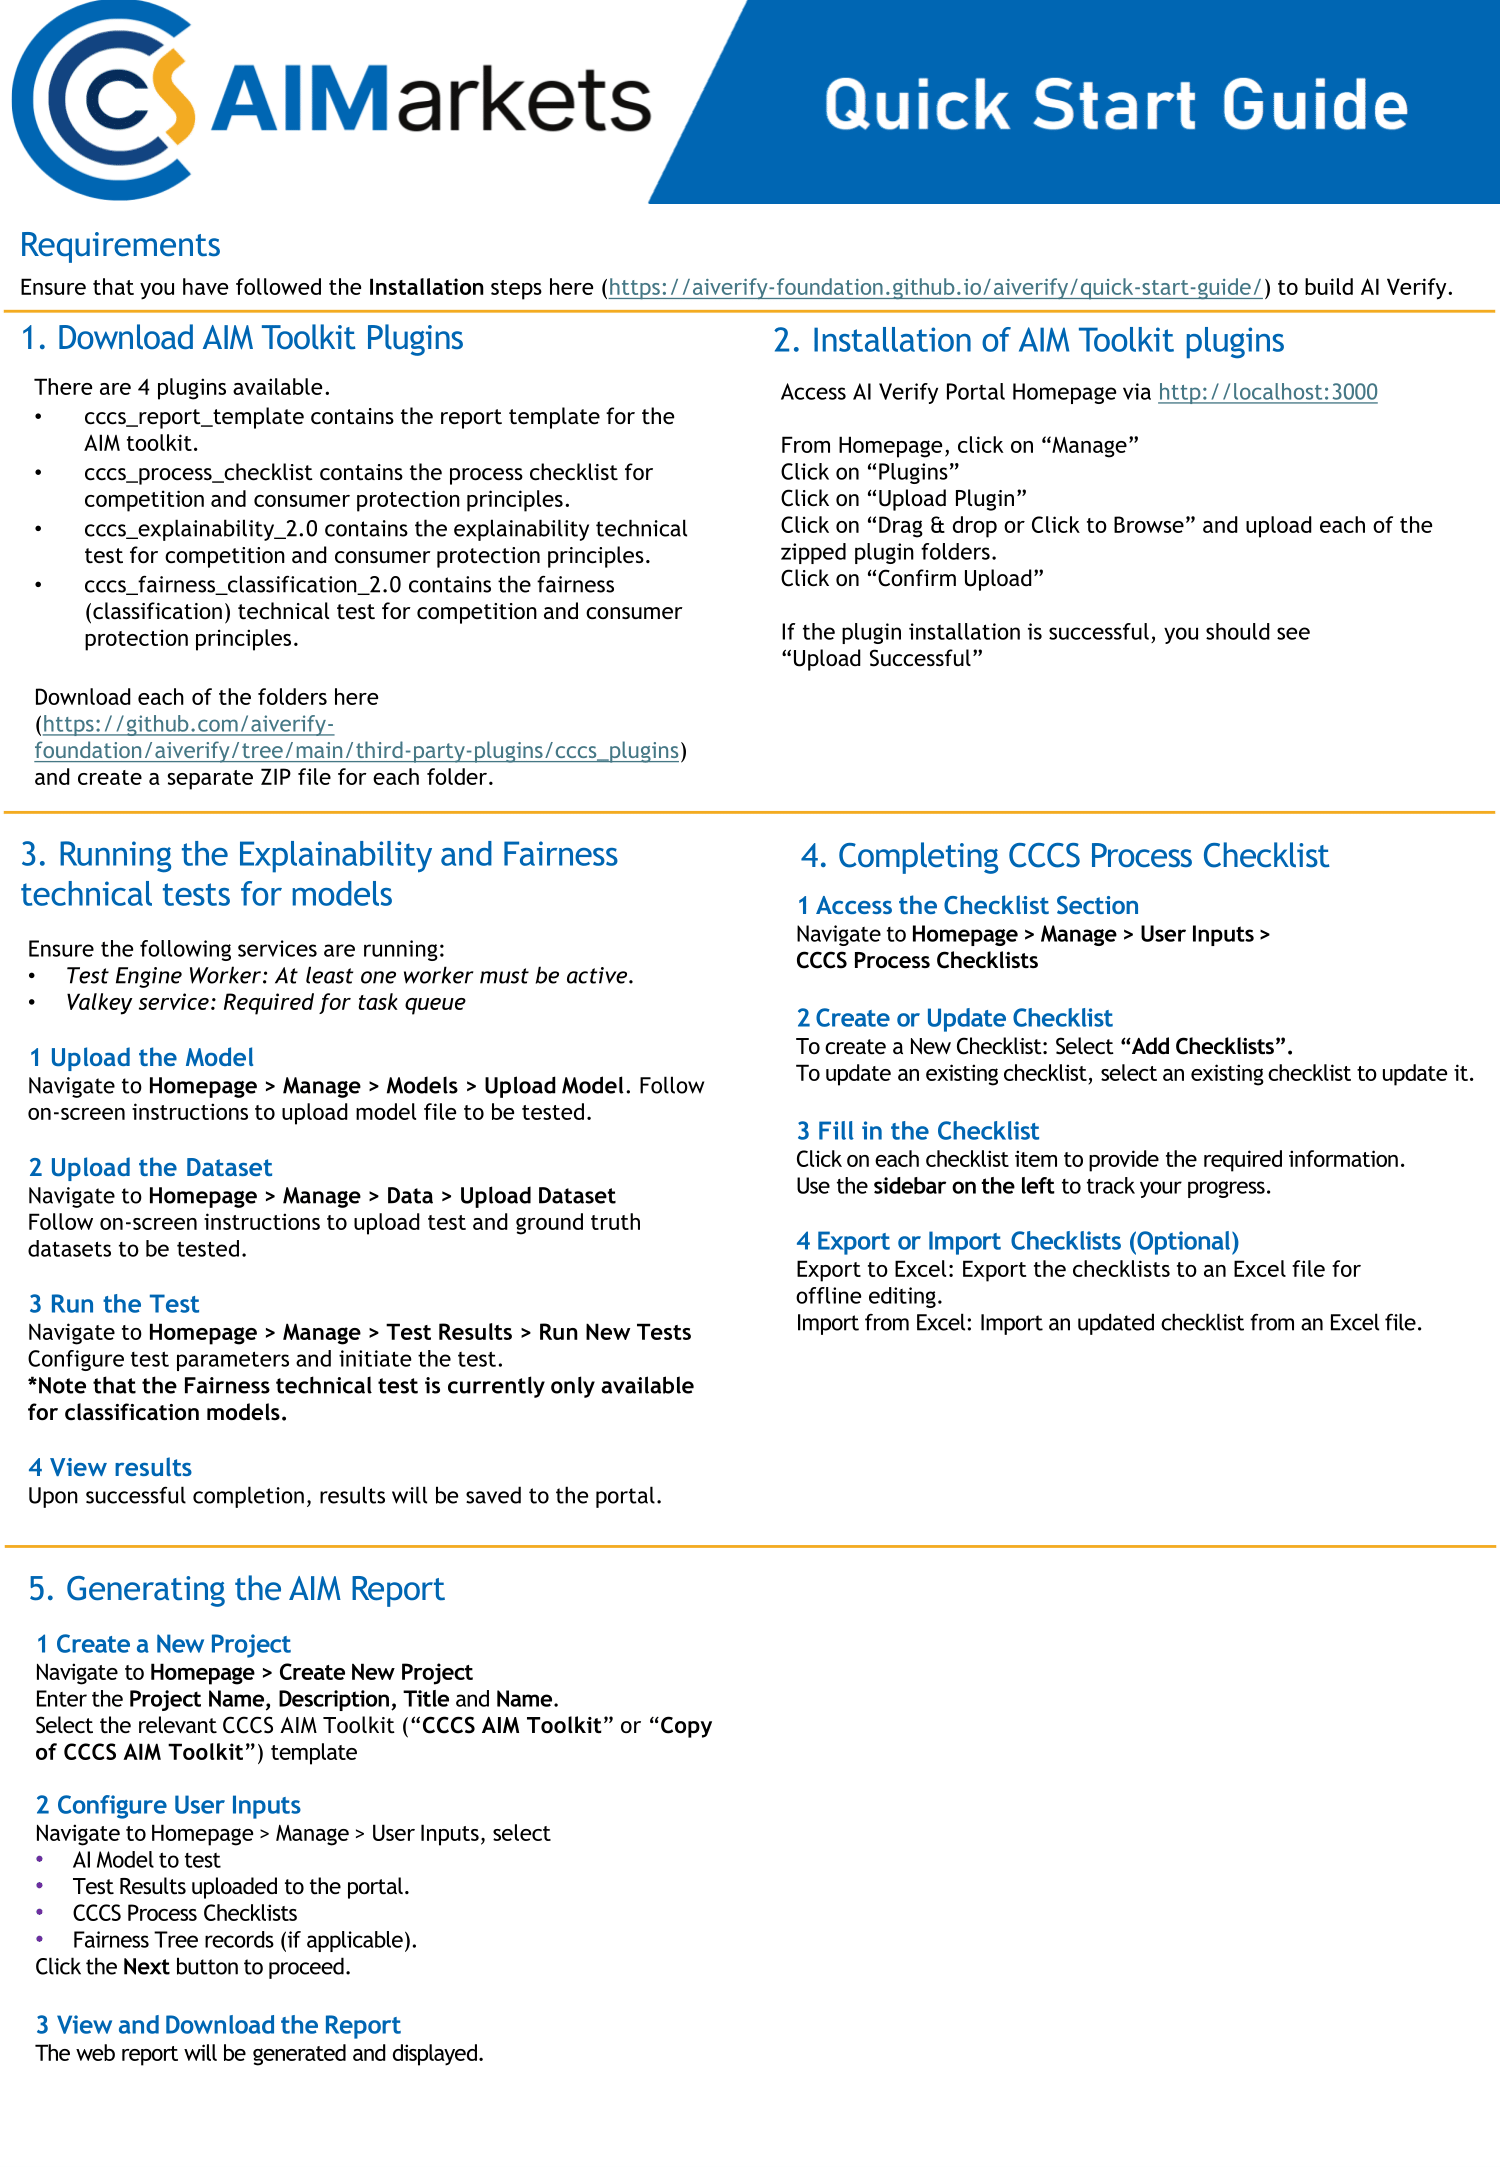 CCCS AIMarkets
Quick Start Guide
Requirements
Ensure that you have followed the Installation steps here (https://aiverify-foundation.github.io/aiverify/quick-start-guide/) to build AI Verify.
1. Download AIM Toolkit Plugins
There are 4 plugins available.
• cccs_report_template contains the report template for the
AIM toolkit.
• cccs_process_checklist contains the process checklist for
competition and consumer protection principles.
• cccs_explainability_2.0 contains the explainability technical
test for competition and consumer protection principles.
• cccs_fairness_classification_2.0 contains the fairness
(classification) technical test for competition and consumer
protection principles.
Download each of the folders here
(https://github.com/aiverify-
foundation/aiverify/tree/main/third-party-plugins/cccs_plugins)
and create a separate ZIP file for each folder.
2. Installation of AIM Toolkit plugins
Access AI Verify Portal Homepage via http://localhost:3000
From Homepage, click on “Manage”
Click on “Plugins”
Click on “Upload Plugin”
Click on “Drag & drop or Click to Browse” and upload each of the
zipped plugin folders.
Click on “Confirm Upload”
If the plugin installation is successful, you should see
“Upload Successful”
3. Running the Explainability and Fairness
technical tests for models
Ensure the following services are running:
• Test Engine Worker: At least one worker must be active.
• Valkey service: Required for task queue
1 Upload the Model
Navigate to Homepage > Manage > Models > Upload Model. Follow
on-screen instructions to upload model file to be tested.
2 Upload the Dataset
Navigate to Homepage > Manage > Data > Upload Dataset
Follow on-screen instructions to upload test and ground truth
datasets to be tested.
3 Run the Test
Navigate to Homepage > Manage > Test Results > Run New Tests
Configure test parameters and initiate the test.
*Note that the Fairness technical test is currently only available
for classification models.
4 View results
Upon successful completion, results will be saved to the portal.
4. Completing CCCS Process Checklist
1 Access the Checklist Section
Navigate to Homepage > Manage > User Inputs >
CCCS Process Checklists
2 Create or Update Checklist
To create a New Checklist: Select “Add Checklists”.
To update an existing checklist, select an existing checklist to update it.
3 Fill in the Checklist
Click on each checklist item to provide the required information.
Use the sidebar on the left to track your progress.
4 Export or Import Checklists (Optional)
Export to Excel: Export the checklists to an Excel file for
offline editing.
Import from Excel: Import an updated checklist from an Excel file.
5. Generating the AIM Report
1 Create a New Project
Navigate to Homepage > Create New Project
Enter the Project Name, Description, Title and Name.
Select the relevant CCCS AIM Toolkit (“CCCS AIM Toolkit” or “Copy
of CCCS AIM Toolkit”) template
2 Configure User Inputs
Navigate to Homepage > Manage > User Inputs, select
• AI Model to test
• Test Results uploaded to the portal.
• CCCS Process Checklists
• Fairness Tree records (if applicable).
Click the Next button to proceed.
3 View and Download the Report
The web report will be generated and displayed.